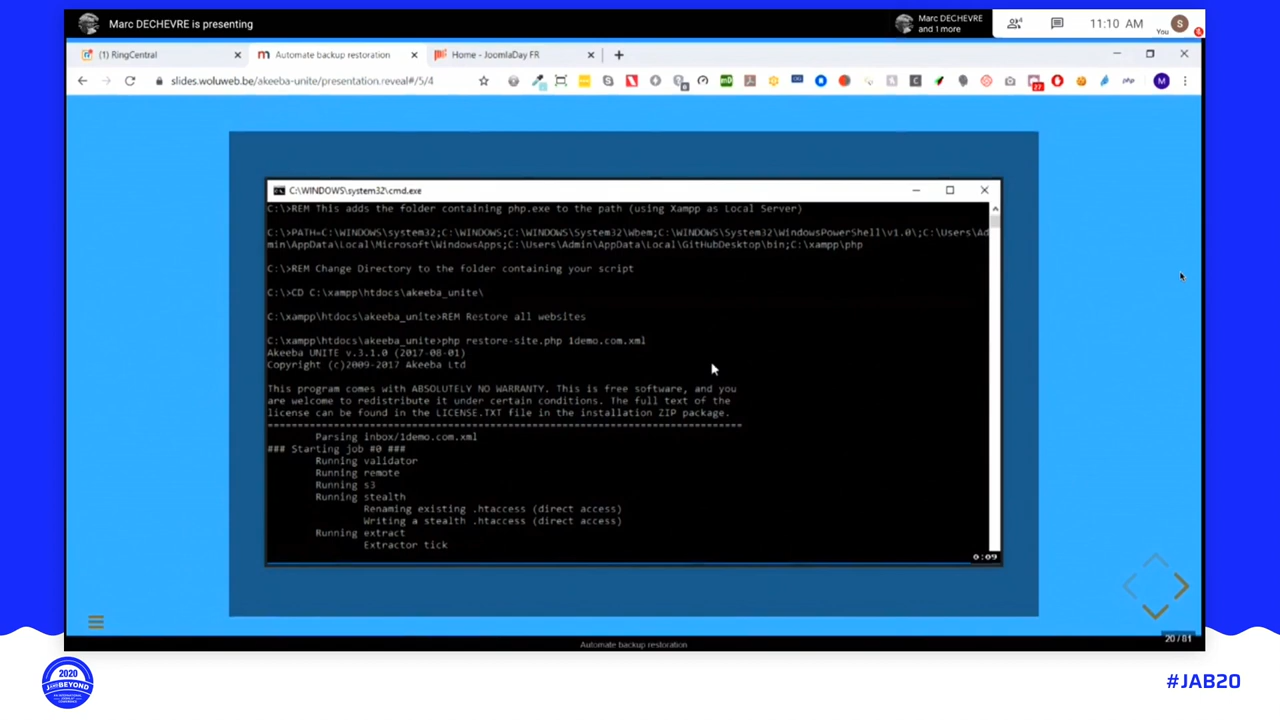 Marc DECHEVRE is presenting
Marc DECHEVRE
and 1 more
11:10 AM
You
S
(1) RingCentral
Automate backup restoration
Home - JoomlaDay FR
slides.woluweb.be/akeeba-unite/presentation.reveal#/5/4
27
php
M
C:\WINDOWS\system32\cmd.exe
C:\>REM This adds the folder containing php.exe to the path (using Xampp as Local Server)
C:\>PATH=C:\WINDOWS\system32;C:\WINDOWS;C:\WINDOWS\System32\Wbem;C:\WINDOWS\System32\WindowsPowerShell\v1.0\;C:\Users\Ad
min\AppData\Local\Microsoft\WindowsApps;C:\Users\Admin\AppData\Local\GitHubDesktop\bin;C:\xampp\php
C:\>REM Change Directory to the folder containing your script
C:\>CD C:\xampp\htdocs\akeeba_unite\
C:\xampp\htdocs\akeeba_unite>REM Restore all websites
C:\xampp\htdocs\akeeba_unite>php restore-site.php 1demo.com.xml
Akeeba UNITE v.3.1.0 (2017-08-01)
Copyright (c)2009-2017 Akeeba Ltd
This program comes with ABSOLUTELY NO WARRANTY. This is free software, and you
are welcome to redistribute it under certain conditions. The full text of the
license can be found in the LICENSE.TXT file in the installation ZIP package.
===============================================================================
Parsing inbox/1demo.com.xml
### Starting job #0 ###
Running validator
Running remote
Running s3
Running stealth
Renaming existing .htaccess (direct access)
Writing a stealth .htaccess (direct access)
Running extract
Extractor tick
0:09
20 / 81
Automate backup restoration
2020
JANDBEYOND
#JAB20